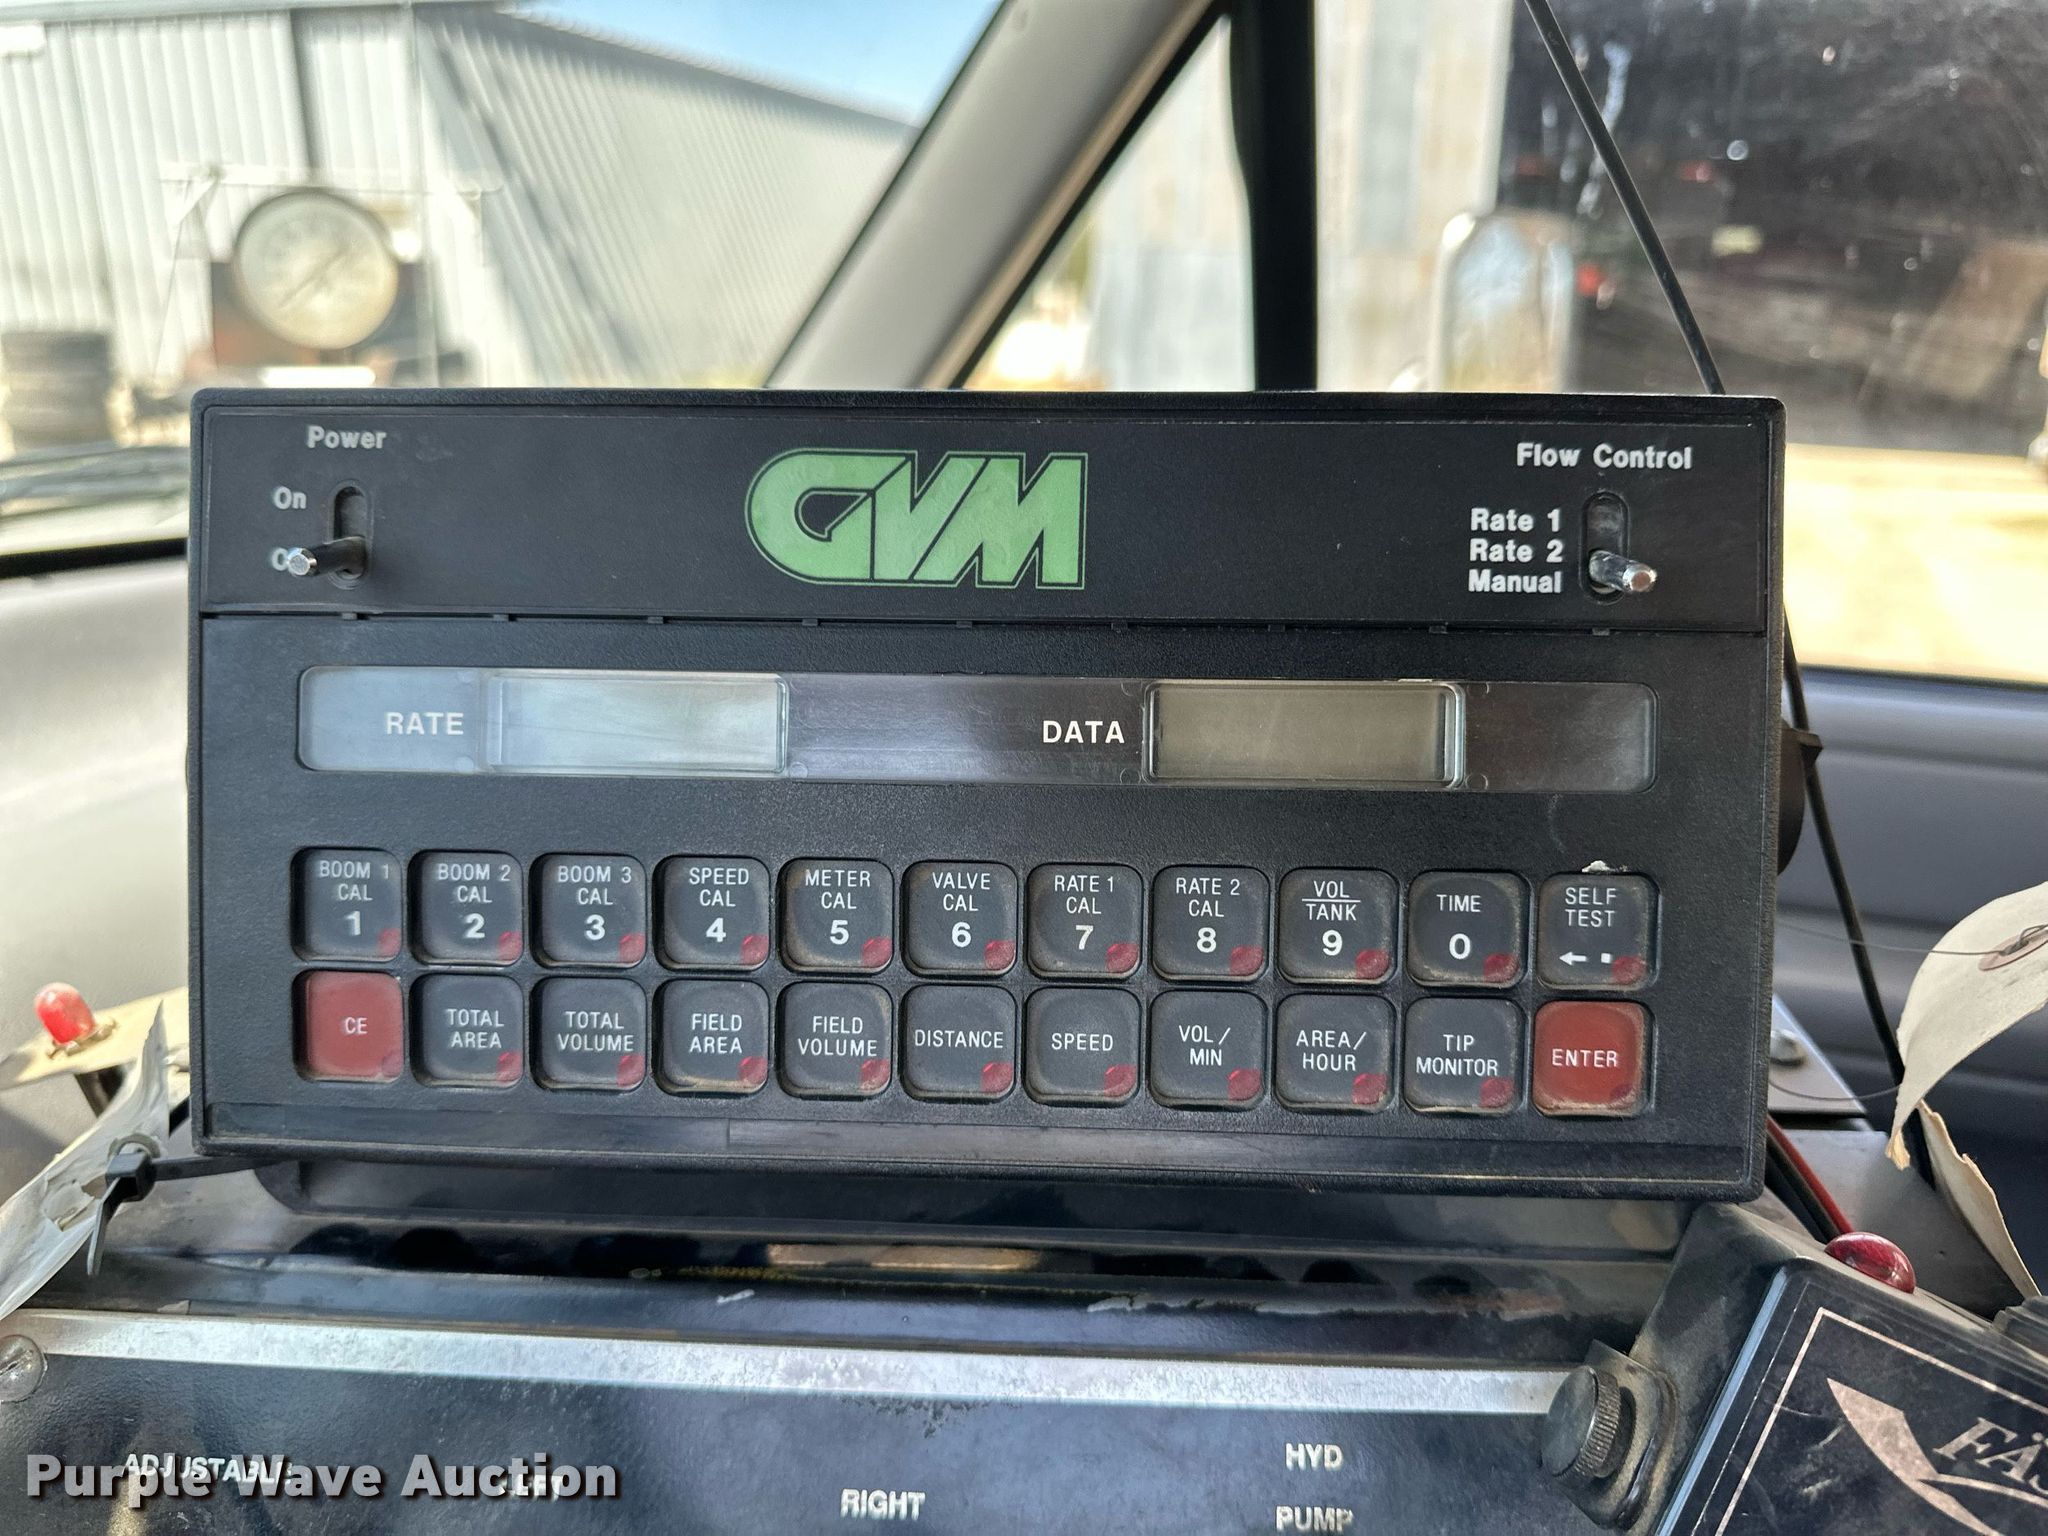 Power
On
GVM
Flow Control
Rate 1
Rate 2
Manual
RATE
DATA
BOOM 1
CAL
1
BOOM 2
CAL
2
BOOM 3
CAL
3
SPEED
CAL
4
METER
CAL
5
VALVE
CAL
6
RATE 1
CAL
7
RATE 2
CAL
8
VOL
TANK
9
TIME
0
SELF
TEST
← ·
CE
TOTAL
AREA
TOTAL
VOLUME
FIELD
AREA
FIELD
VOLUME
DISTANCE
SPEED
VOL/
MIN
AREA/
HOUR
TIP
MONITOR
ENTER
ADJUSTABLE
LEFT
RIGHT
HYD
PUMP
Purple Wave Auction